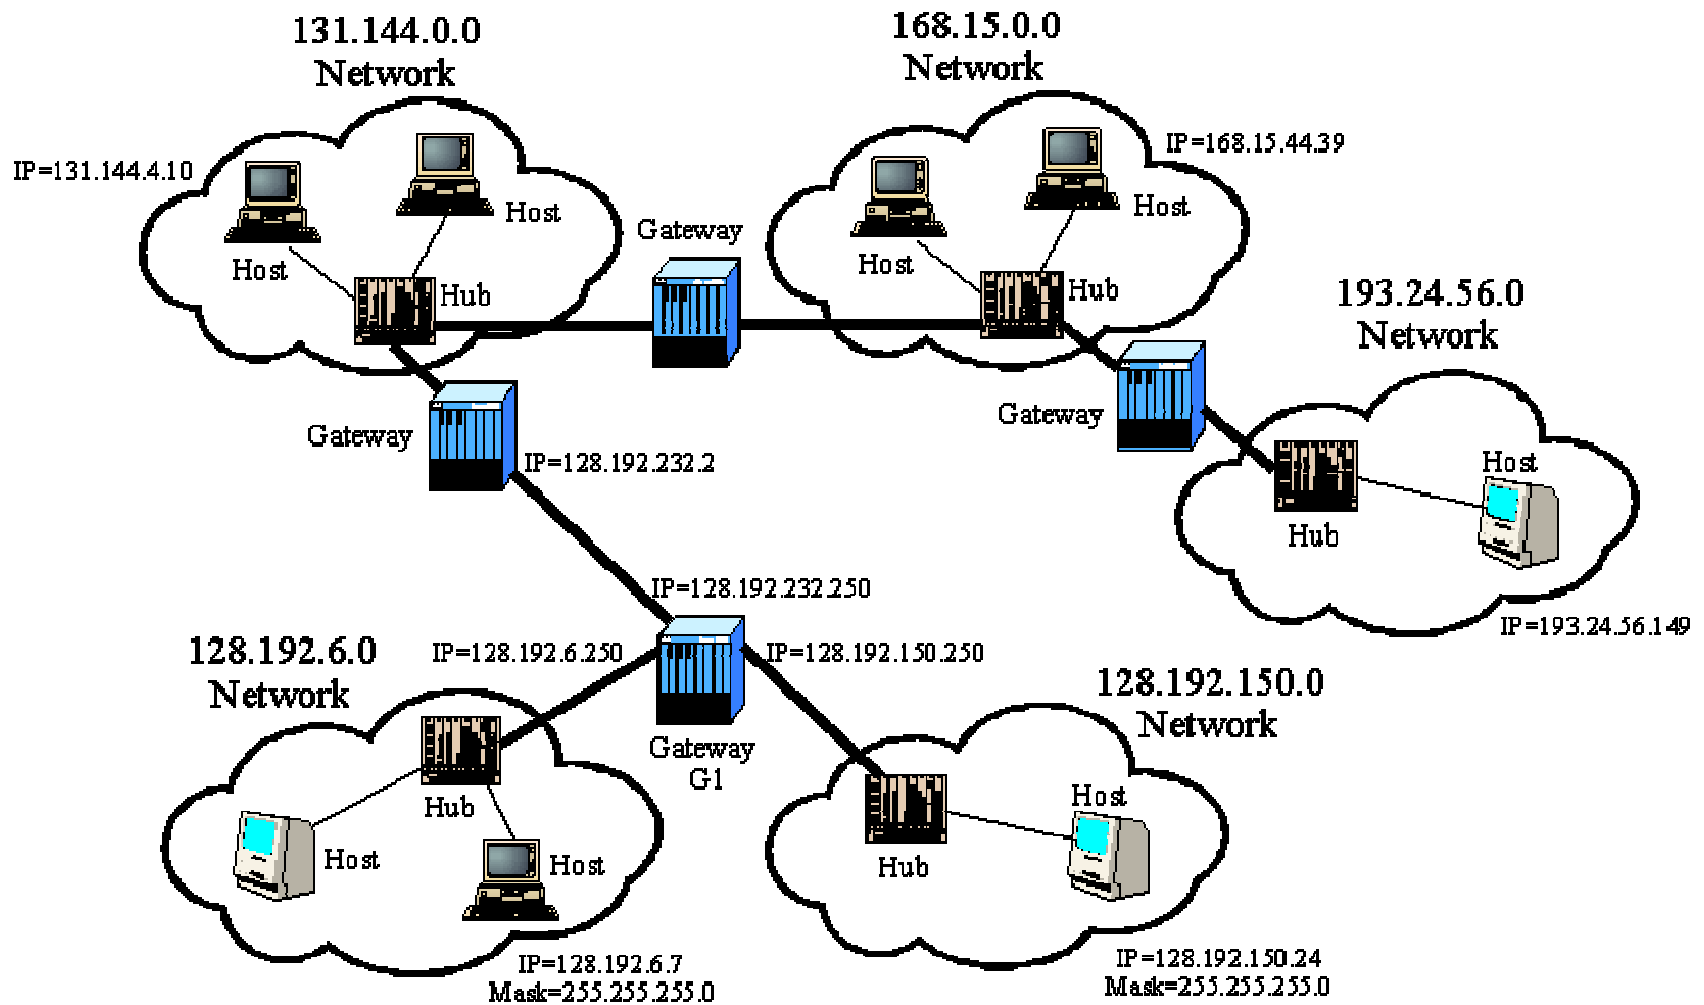 131.144.0.0
Network
168.15.0.0
Network
IP=131.144.4.10
IP=168.15.44.39
Host
Host
Host
Host
Gateway
Hub
Hub
193.24.56.0
Network
Gateway
Gateway
IP=128.192.232.2
Host
Hub
IP=128.192.232.250
IP=193.24.56.149
128.192.6.0
Network
IP=128.192.6.250
IP=128.192.150.250
128.192.150.0
Network
Gateway
G1
Hub
Host
Host
Host
Hub
IP=128.192.6.7
Mask=255.255.255.0
IP=128.192.150.24
Mask=255.255.255.0